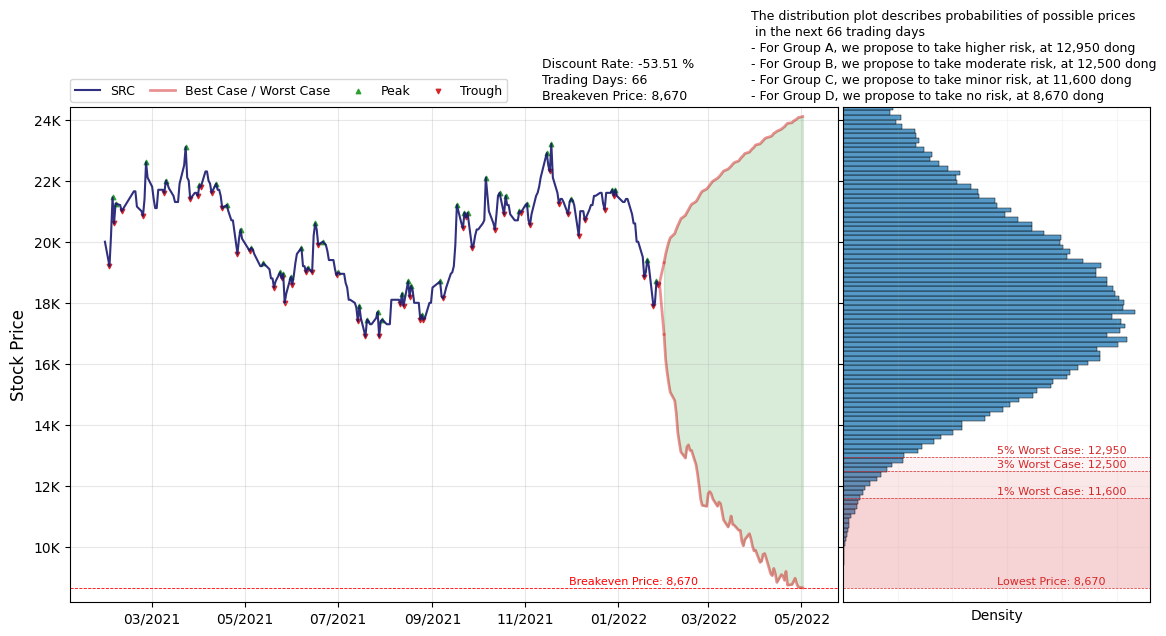 The distribution plot describes probabilities of possible prices
in the next 66 trading days
- For Group A, we propose to take higher risk, at 12,950 dong
- For Group B, we propose to take moderate risk, at 12,500 dong
- For Group C, we propose to take minor risk, at 11,600 dong
- For Group D, we propose to take no risk, at 8,670 dong
Discount Rate: -53.51 %
Trading Days: 66
Breakeven Price: 8,670
SRC
Best Case / Worst Case
Peak
Trough
Stock Price
24K
22K
20K
18K
16K
14K
12K
10K
Breakeven Price: 8,670
5% Worst Case: 12,950
3% Worst Case: 12,500
1% Worst Case: 11,600
Lowest Price: 8,670
03/2021
05/2021
07/2021
09/2021
11/2021
01/2022
03/2022
05/2022
Density